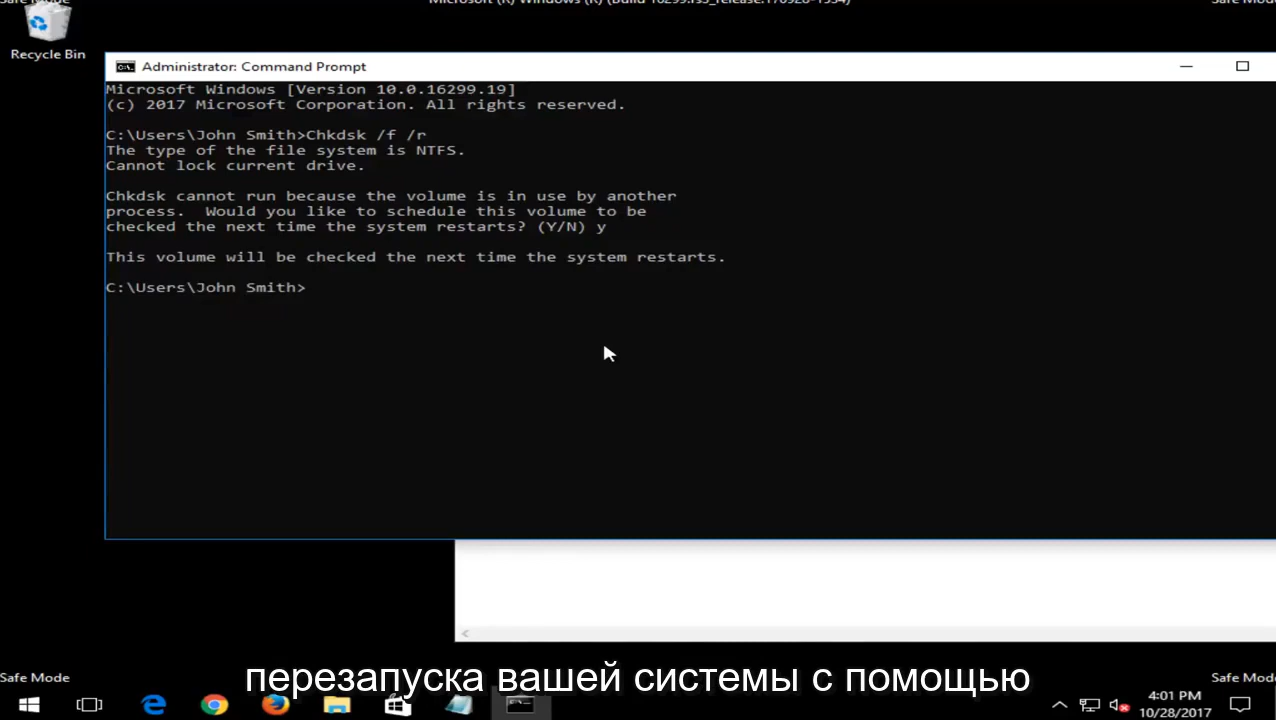 Recycle Bin
Administrator: Command Prompt
Microsoft Windows [Version 10.0.16299.19]
(c) 2017 Microsoft Corporation. All rights reserved.
C:\Users\John Smith>Chkdsk /f /r
The type of the file system is NTFS.
Cannot lock current drive.
Chkdsk cannot run because the volume is in use by another
process.  Would you like to schedule this volume to be
checked the next time the system restarts? (Y/N) y
This volume will be checked the next time the system restarts.
C:\Users\John Smith>
перезапуска вашей системы с помощью
Safe Mode
Safe Mode
4:01 PM
10/28/2017